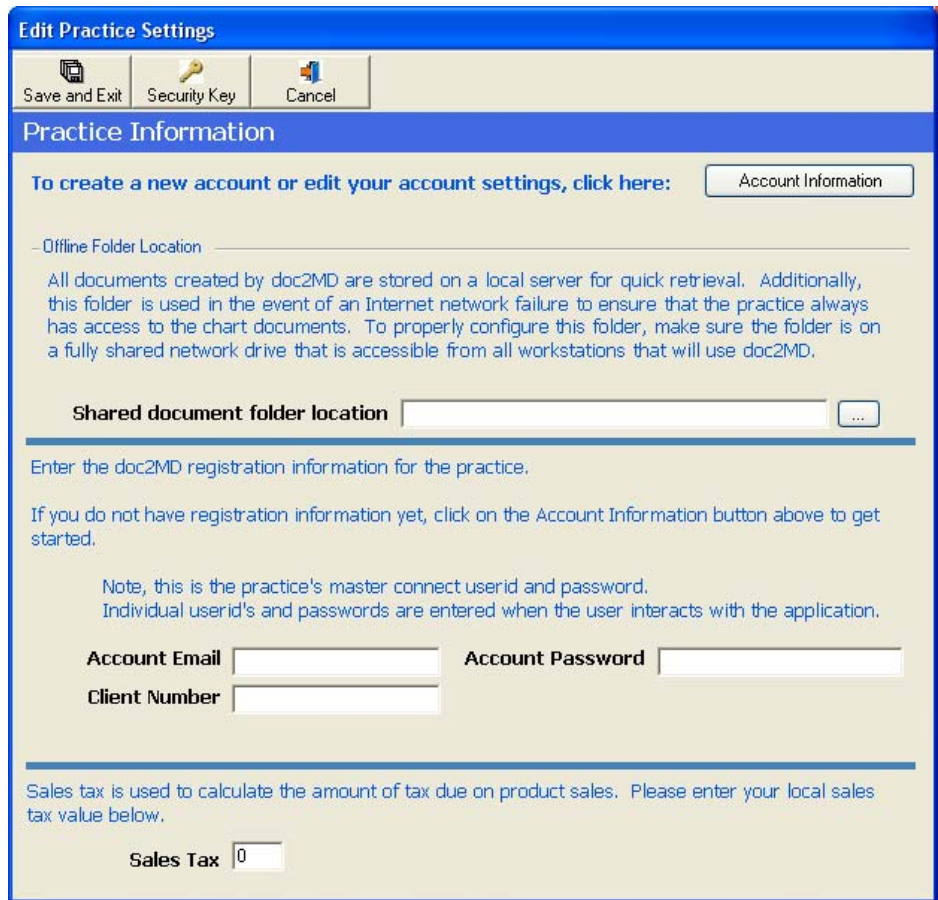 Edit Practice Settings
Save and Exit Security Key Cancel
Practice Information
To create a new account or edit your account settings, click here: Account Information
Offline Folder Location
All documents created by doc2MD are stored on a local server for quick retrieval. Additionally,
this folder is used in the event of an Internet network failure to ensure that the practice always
has access to the chart documents. To properly configure this folder, make sure the folder is on
a fully shared network drive that is accessible from all workstations that will use doc2MD.
Shared document folder location ...
Enter the doc2MD registration information for the practice.
If you do not have registration information yet, click on the Account Information button above to get
started.
Note, this is the practice's master connect userid and password.
Individual userid's and passwords are entered when the user interacts with the application.
Account Email Account Password
Client Number
Sales tax is used to calculate the amount of tax due on product sales. Please enter your local sales
tax value below.
Sales Tax 0